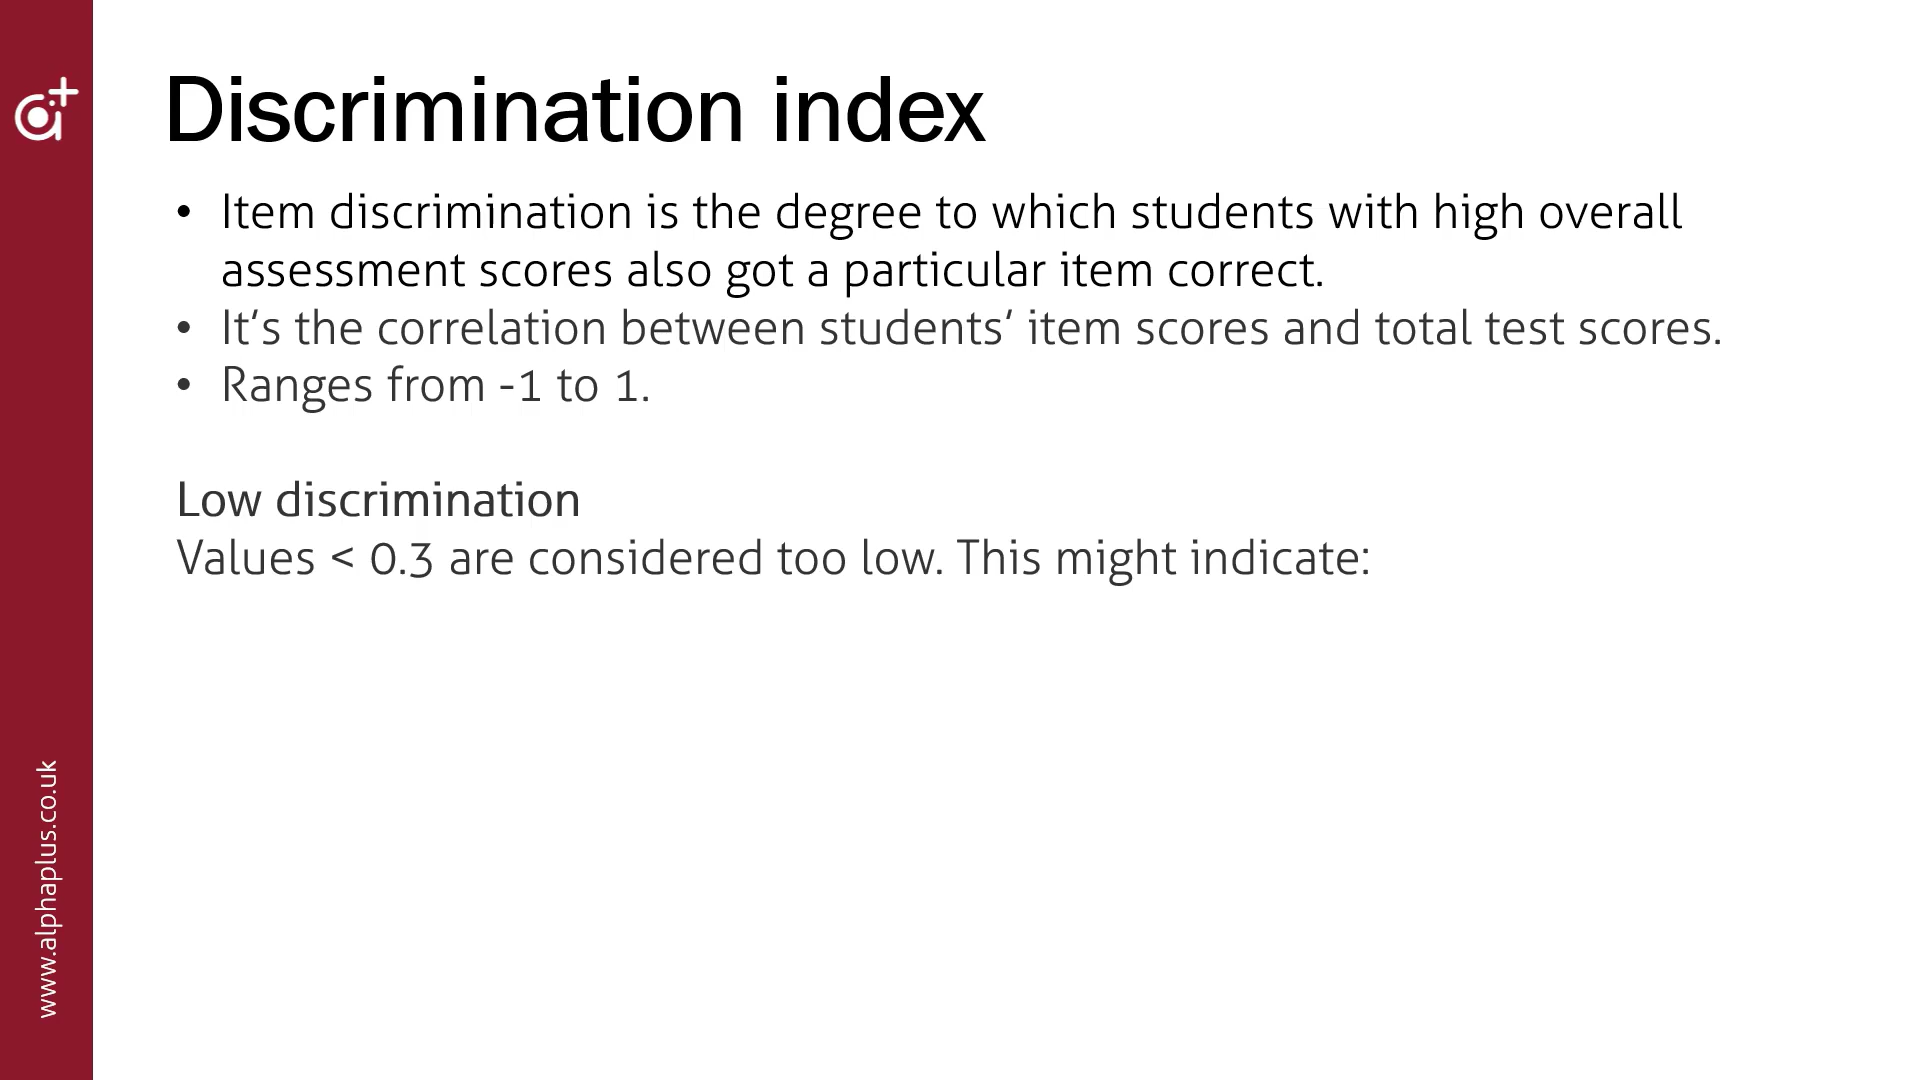 Discrimination index
• Item discrimination is the degree to which students with high overall
assessment scores also got a particular item correct.
• It’s the correlation between students‘ item scores and total test scores.
• Ranges from -1 to 1.
Low discrimination
Values < 0.3 are considered too low. This might indicate:
www.alphaplus.co.uk